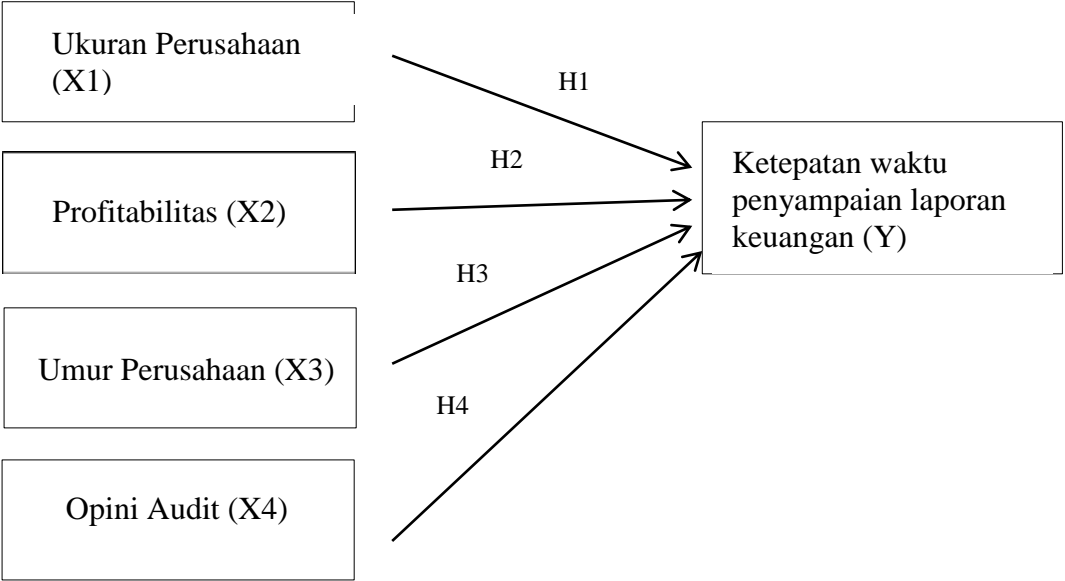 Ukuran Perusahaan
(X1)
H1
H2
Ketepatan waktu
penyampaian laporan
keuangan (Y)
Profitabilitas (X2)
H3
Umur Perusahaan (X3)
H4
Opini Audit (X4)